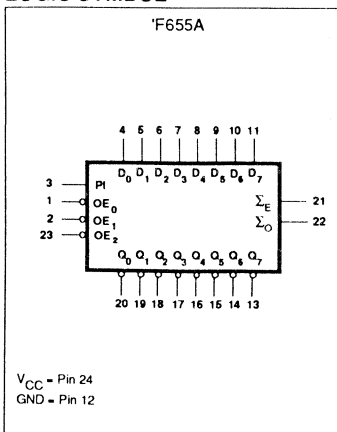 'F655A
4 5 6 7 8 9 10 11
D0 D1 D2 D3 D4 D5 D6 D7
3 PI
1 OE0
2 OE1
23 OE2
ΣE 21
ΣO 22
Q0 Q1 Q2 Q3 Q4 Q5 Q6 Q7
20 19 18 17 16 15 14 13
VCC = Pin 24
GND = Pin 12